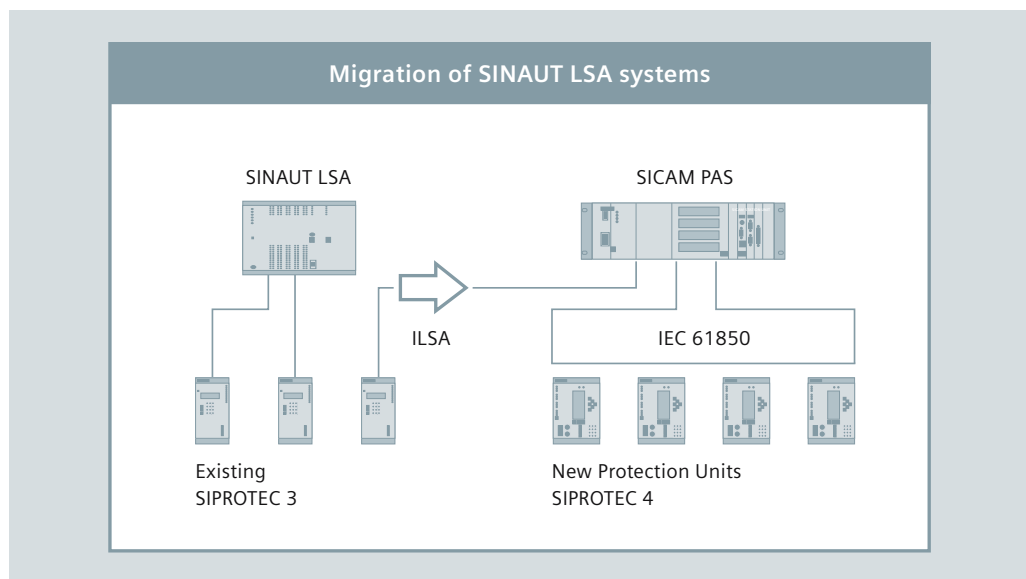 Migration of SINAUT LSA systems
SINAUT LSA
SICAM PAS
ILSA
IEC 61850
Existing
SIPROTEC 3
New Protection Units
SIPROTEC 4